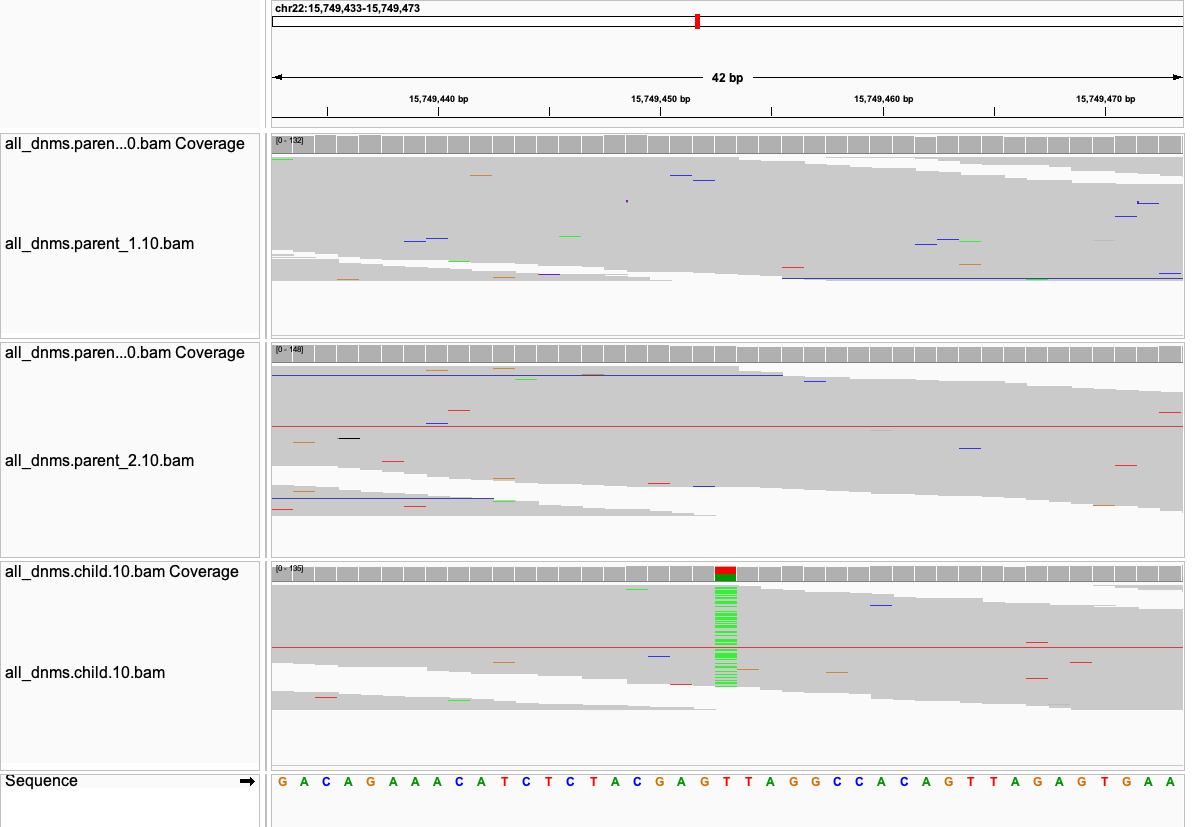 chr22:15,749,433-15,749,473
42 bp
15,749,440 bp 15,749,450 bp 15,749,460 bp 15,749,470 bp
all_dnms.paren...0.bam Coverage
[0 - 132]
all_dnms.parent_1.10.bam
all_dnms.paren...0.bam Coverage
[0 - 148]
all_dnms.parent_2.10.bam
all_dnms.child.10.bam Coverage
[0 - 135]
all_dnms.child.10.bam
Sequence G A C A G A A A C A T C T C T A C G A G T T A G G C C A C A G T T A G A G T G A A